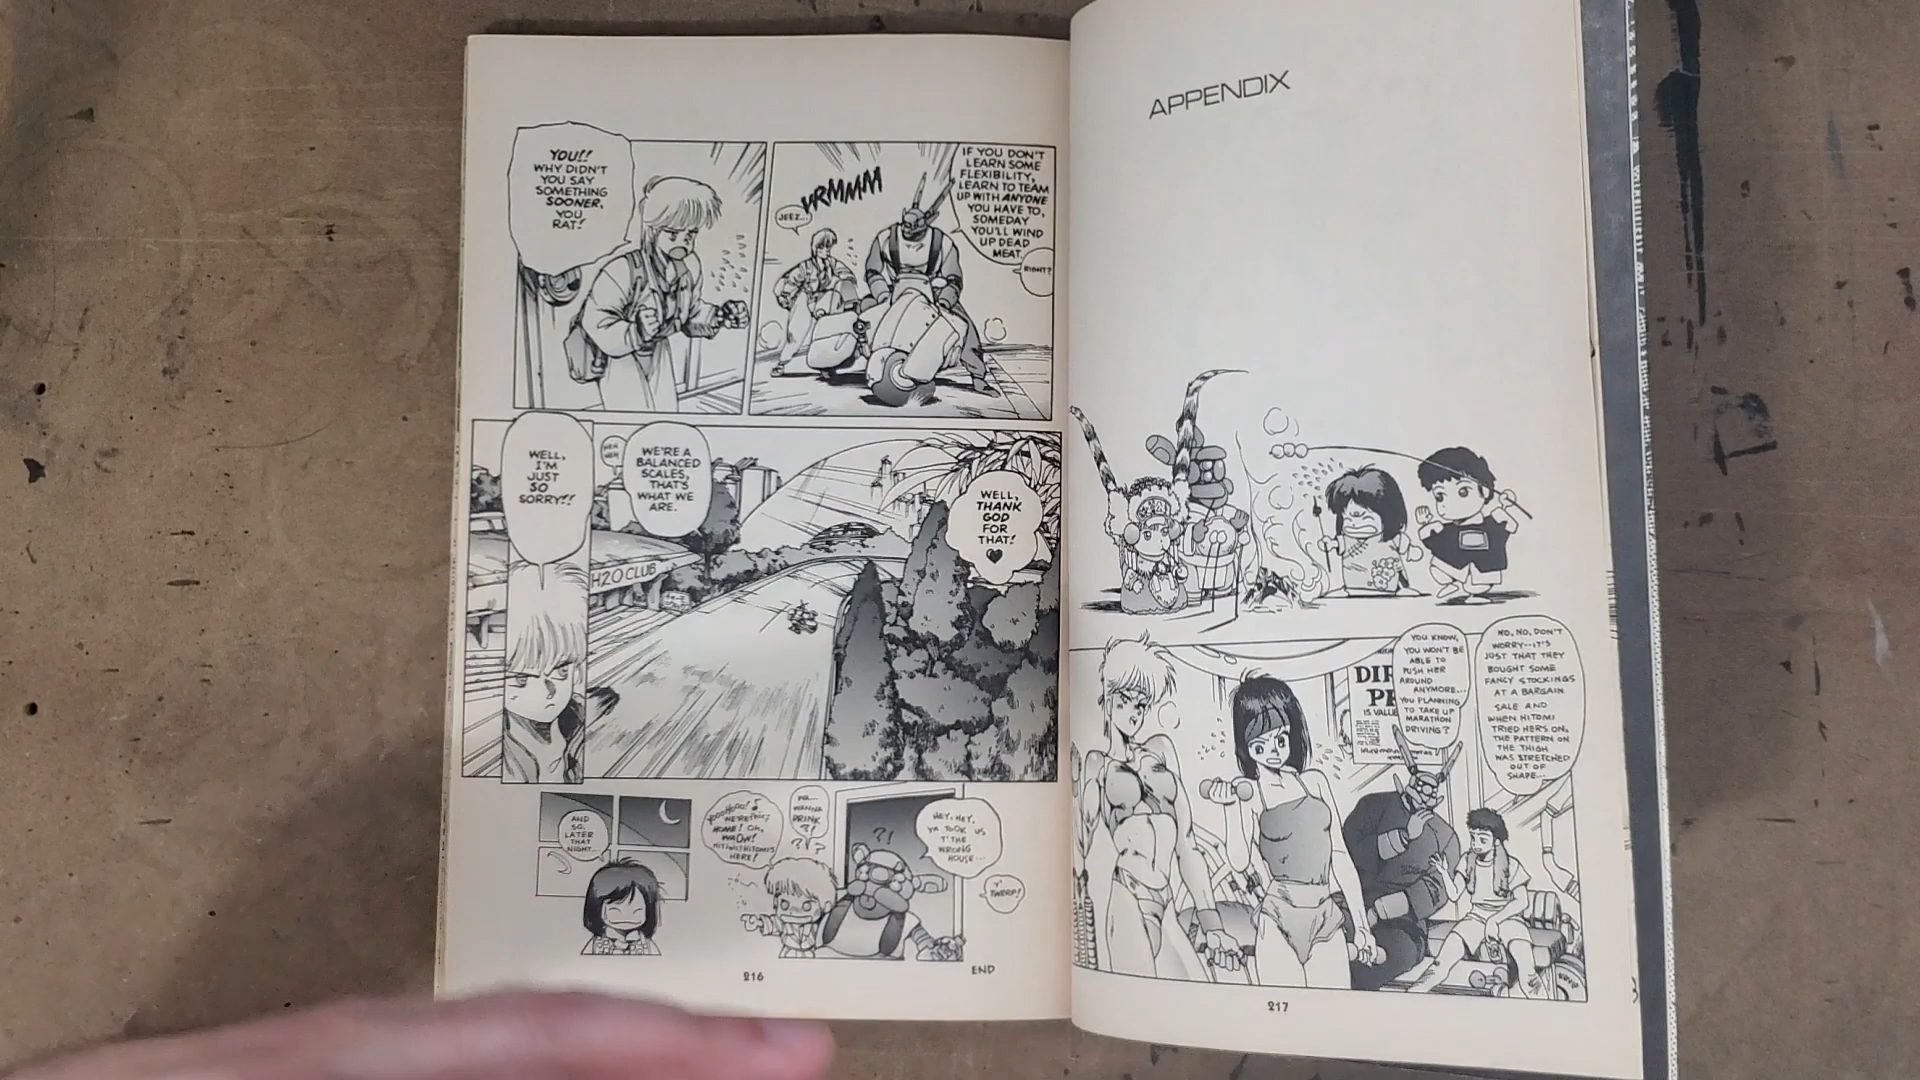 YOU!!
WHY DIDN'T
YOU SAY
SOMETHING
SOONER,
YOU
RAT!
JEEZ...
VRMMM
IF YOU DON'T
LEARN SOME
FLEXIBILITY,
LEARN TO TEAM
UP WITH ANYONE
YOU HAVE TO,
SOMEDAY
YOU'LL WIND
UP DEAD
MEAT.
RIGHT?
WELL,
I'M
JUST
SO
SORRY!!
HEH
HEH
WE'RE A
BALANCED
SCALES,
THAT'S
WHAT WE
ARE.
H2O CLUB
WELL,
THANK
GOD
FOR
THAT!
♥
AND
SO,
LATER
THAT
NIGHT...
HOME! OH,
HERE!
WANNA
DRINK
?!
?!
HEY, HEY,
YA TOOK US
T'THE
WRONG
HOUSE...
Y'
TWERP!
216
END
APPENDIX
YOU KNOW,
YOU WON'T BE
ABLE TO
PUSH HER
AROUND
ANYMORE...
YOU PLANNING
TO TAKE UP
MARATHON
DRIVING?
NO, NO, DON'T
WORRY--IT'S
JUST THAT THEY
BOUGHT SOME
FANCY STOCKINGS
AT A BARGAIN
SALE AND
WHEN HITOMI
TRIED HERS ON,
THE PATTERN ON
THE THIGH
WAS STRETCHED
OUT OF
SHAPE...
IS VALUE
217